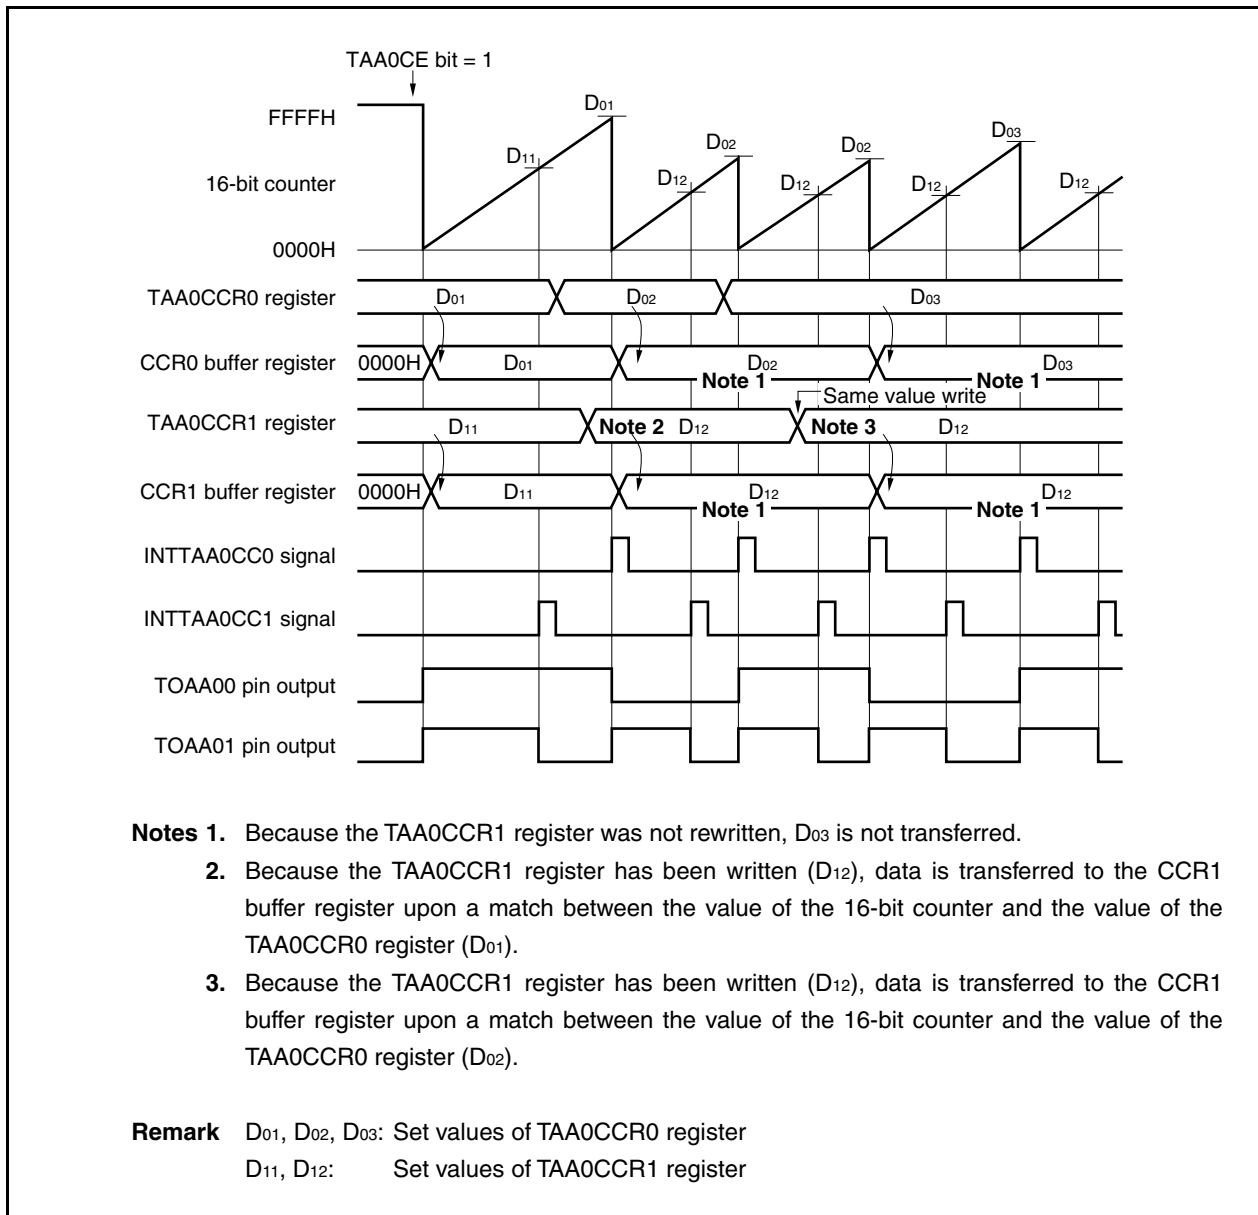 TAA0CE bit = 1
FFFFH
D01
D11
D02
D02
D03
16-bit counter
D12
D12
D12
D12
0000H
TAA0CCR0 register
D01
D02
D03
CCR0 buffer register
0000H
D01
D02
D03
Note 1
Note 1
Same value write
TAA0CCR1 register
D11
Note 2
D12
Note 3
D12
CCR1 buffer register
0000H
D11
D12
D12
Note 1
Note 1
INTTAA0CC0 signal
INTTAA0CC1 signal
TOAA00 pin output
TOAA01 pin output
Notes 1. Because the TAA0CCR1 register was not rewritten, D03 is not transferred.
2. Because the TAA0CCR1 register has been written (D12), data is transferred to the CCR1
buffer register upon a match between the value of the 16-bit counter and the value of the
TAA0CCR0 register (D01).
3. Because the TAA0CCR1 register has been written (D12), data is transferred to the CCR1
buffer register upon a match between the value of the 16-bit counter and the value of the
TAA0CCR0 register (D02).
Remark D01, D02, D03: Set values of TAA0CCR0 register
D11, D12: Set values of TAA0CCR1 register